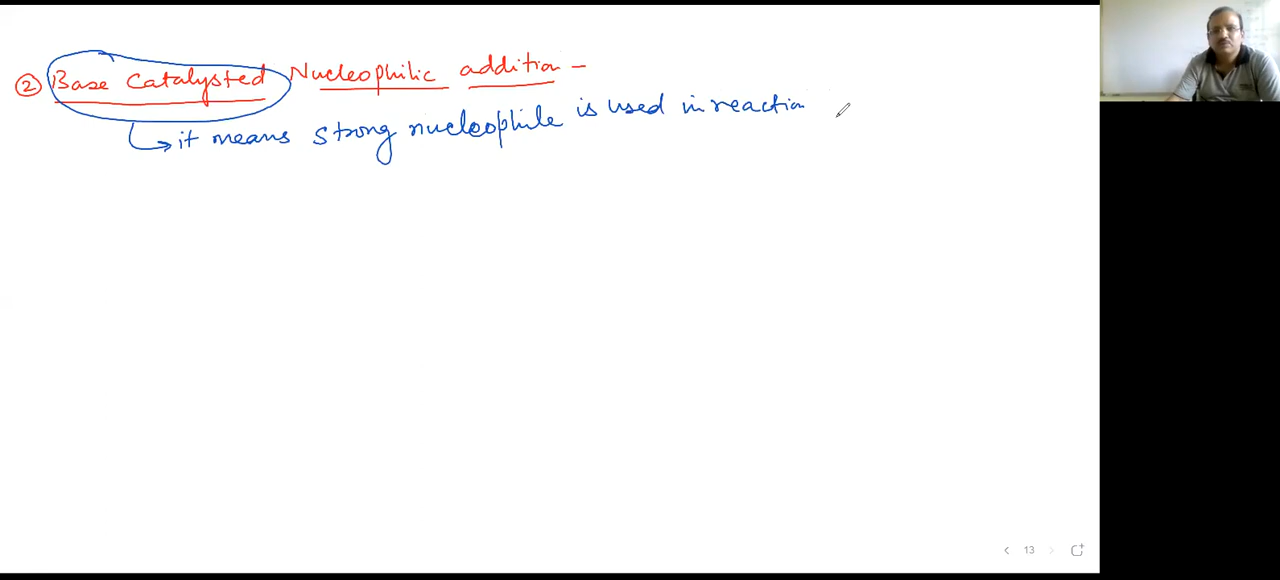 ② Base Catalysted Nucleophilic addition -
↳ it means strong nucleophile is used in reaction
< 13 >